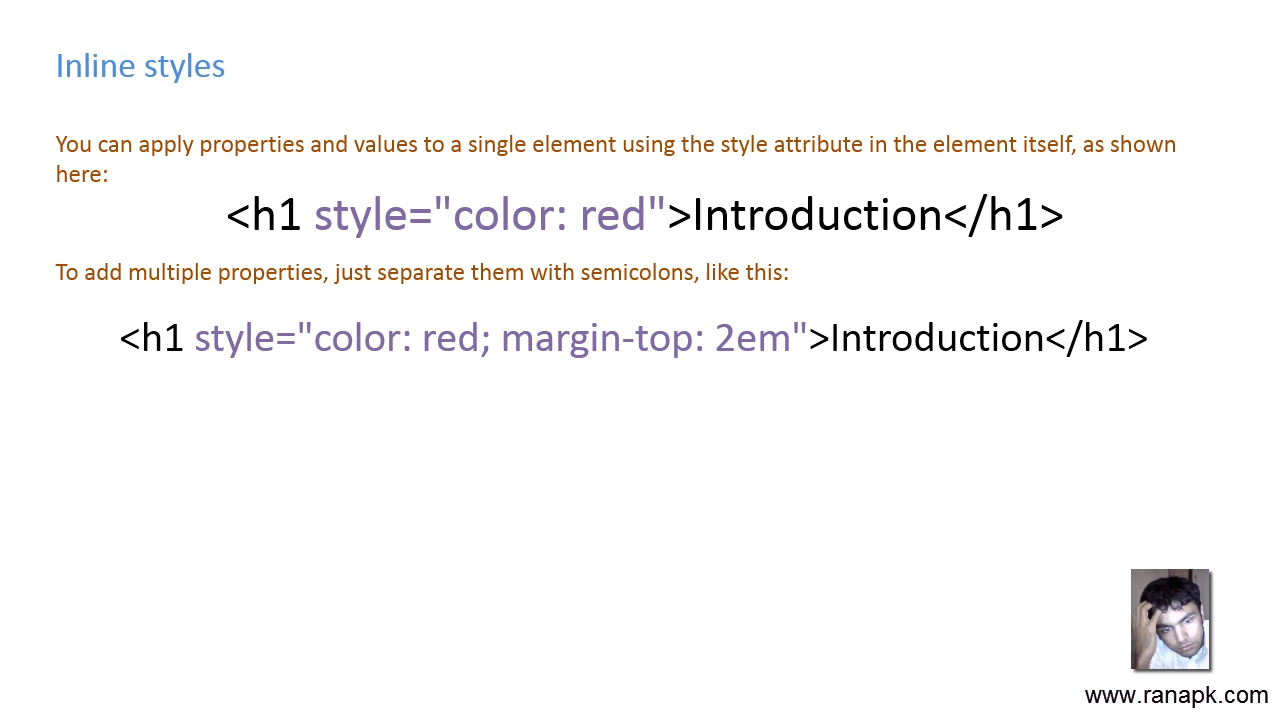 Inline styles
You can apply properties and values to a single element using the style attribute in the element itself, as shown
here:
<h1 style="color: red">Introduction</h1>
To add multiple properties, just separate them with semicolons, like this:
<h1 style="color: red; margin-top: 2em">Introduction</h1>
www.ranapk.com